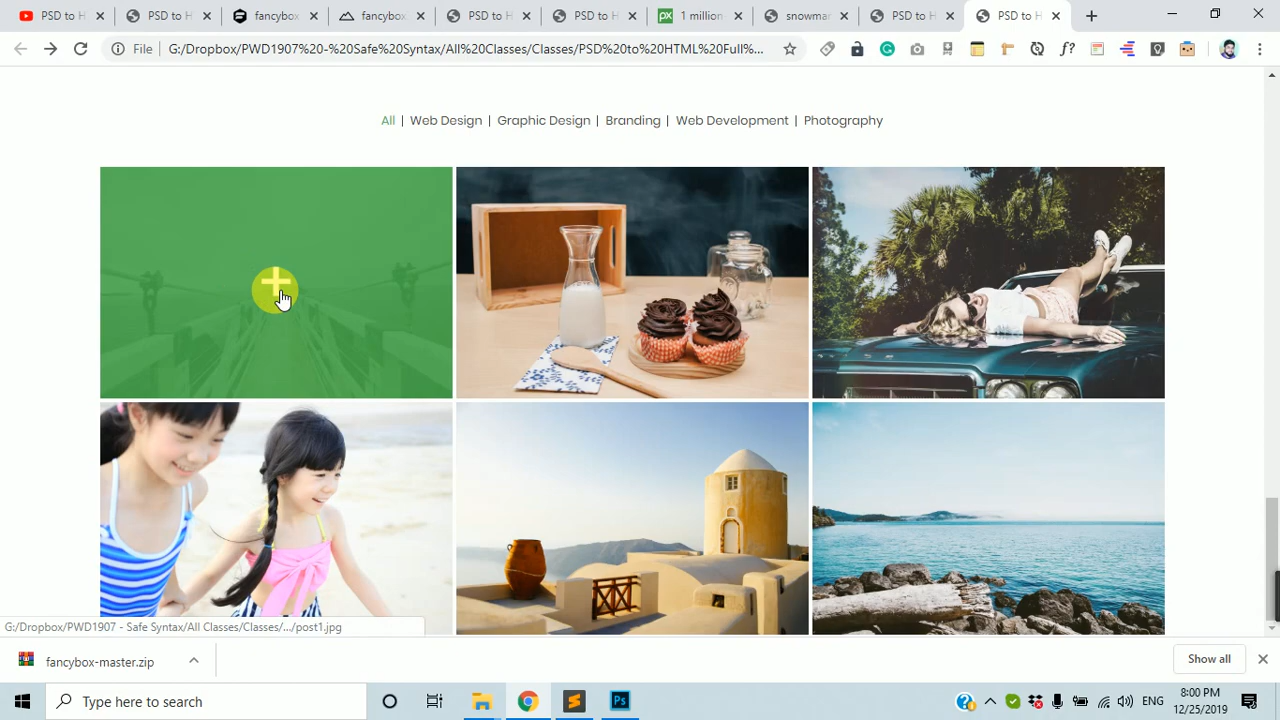 PSD to H
PSD to H
fancybox
fancybo
PSD to H
PSD to H
1 million
snowmar
PSD to H
PSD to H
File
G:/Dropbox/PWD1907%20-%20Safe%20Syntax/All%20Classes/Classes/PSD%20to%20HTML%20Full%...
f?
All | Web Design | Graphic Design | Branding | Web Development | Photography
G:/Dropbox/PWD1907 - Safe Syntax/All Classes/Classes/.../post1.jpg
fancybox-master.zip
Show all
Type here to search
Ps
ENG
8:00 PM
12/25/2019